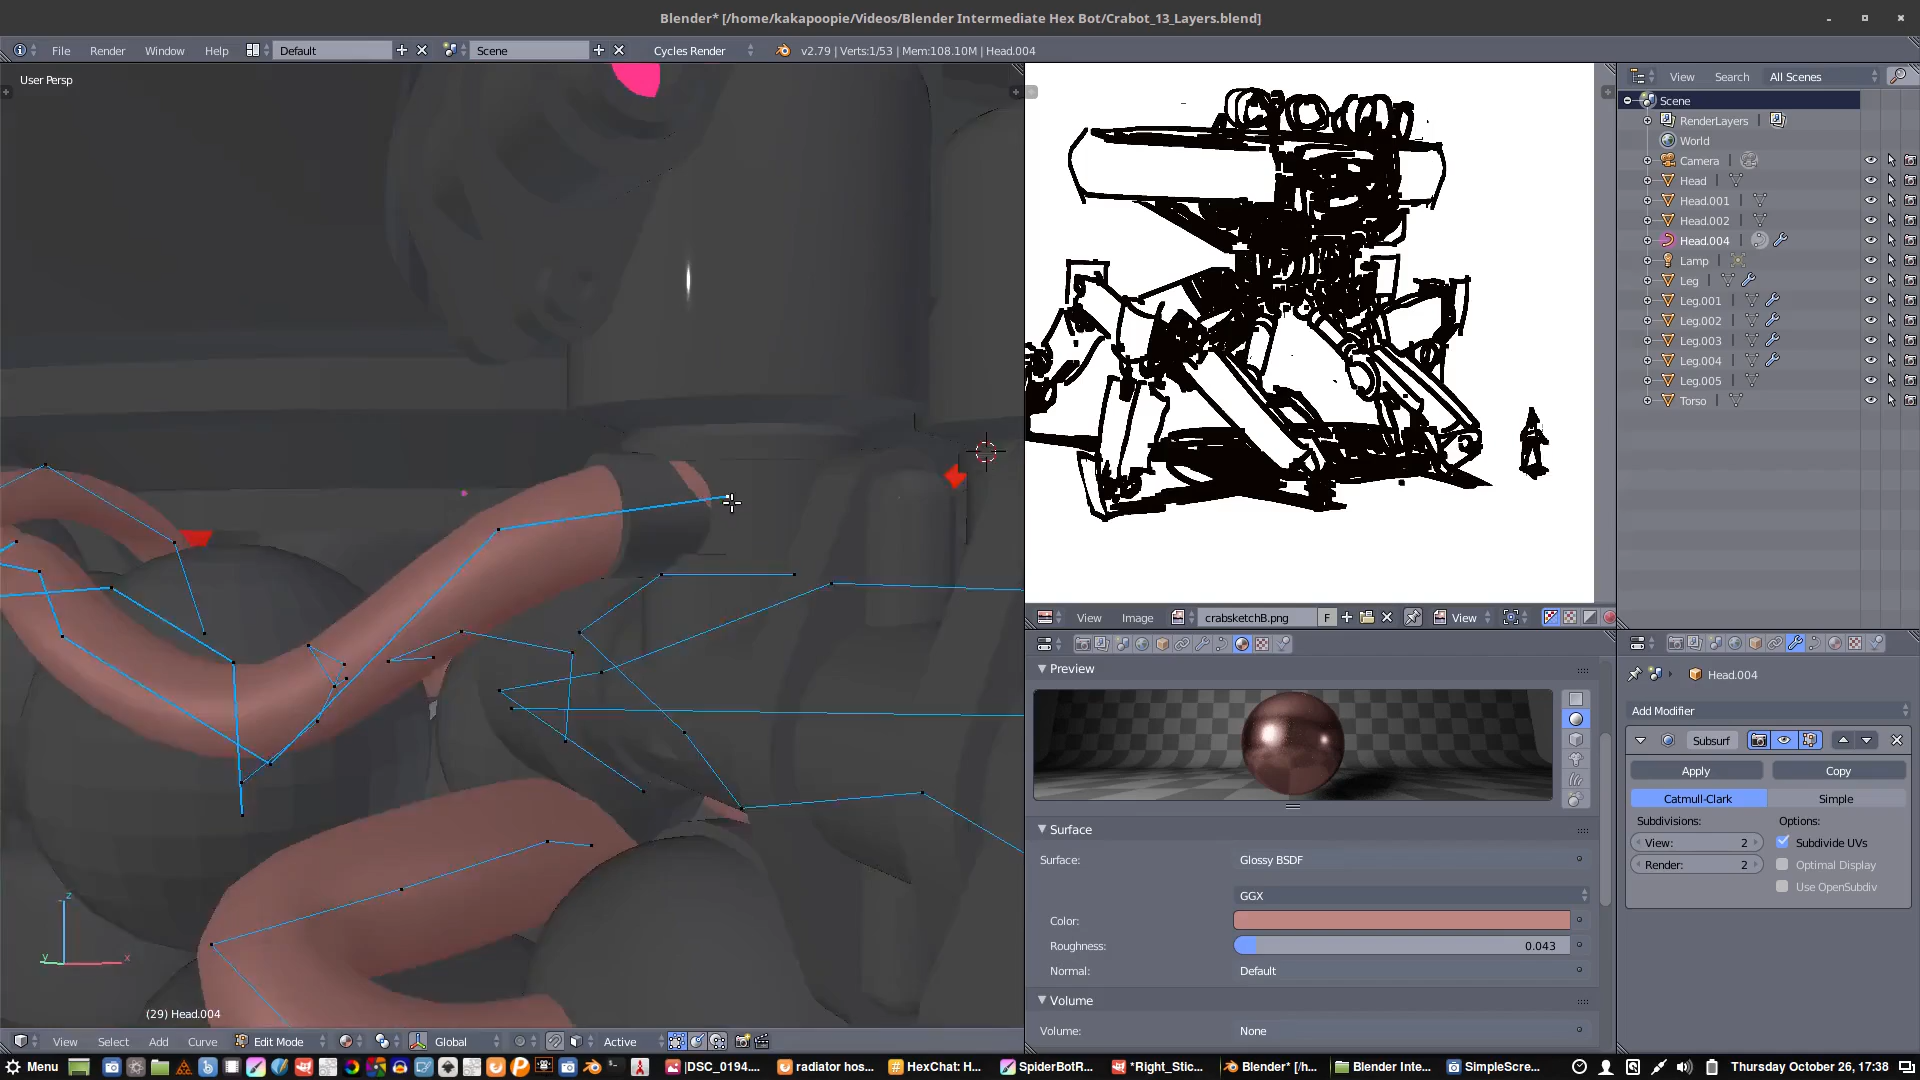 Blender* [/home/kakapoopie/Videos/Blender Intermediate Hex Bot/Crabot_13_Layers.blend]
File Render Window Help Default Scene Cycles Render v2.79 | Verts:1/53 | Mem:108.10M | Head.004
User Persp
View Search All Scenes
Scene
RenderLayers
World
Camera
Head
Head.001
Head.002
Head.004
Lamp
Leg
Leg.001
Leg.002
Leg.003
Leg.004
Leg.005
Torso
View Image crabsketchB.png F View
Preview
Surface
Surface: Glossy BSDF
GGX
Color:
Roughness: 0.043
Normal: Default
Volume
Volume: None
Head.004
Add Modifier
Subsurf
Apply Copy
Catmull-Clark Simple
Subdivisions: Options:
View: 2 Subdivide UVs
Render: 2 Optimal Display
Use OpenSubdiv
z
y x
(29) Head.004
View Select Add Curve Edit Mode Global Active
Menu |DSC_0194.... radiator hos... HexChat: H... SpiderBotR... *Right_Stic... Blender* [/h... Blender Inte... SimpleScre... Thursday October 26, 17:38